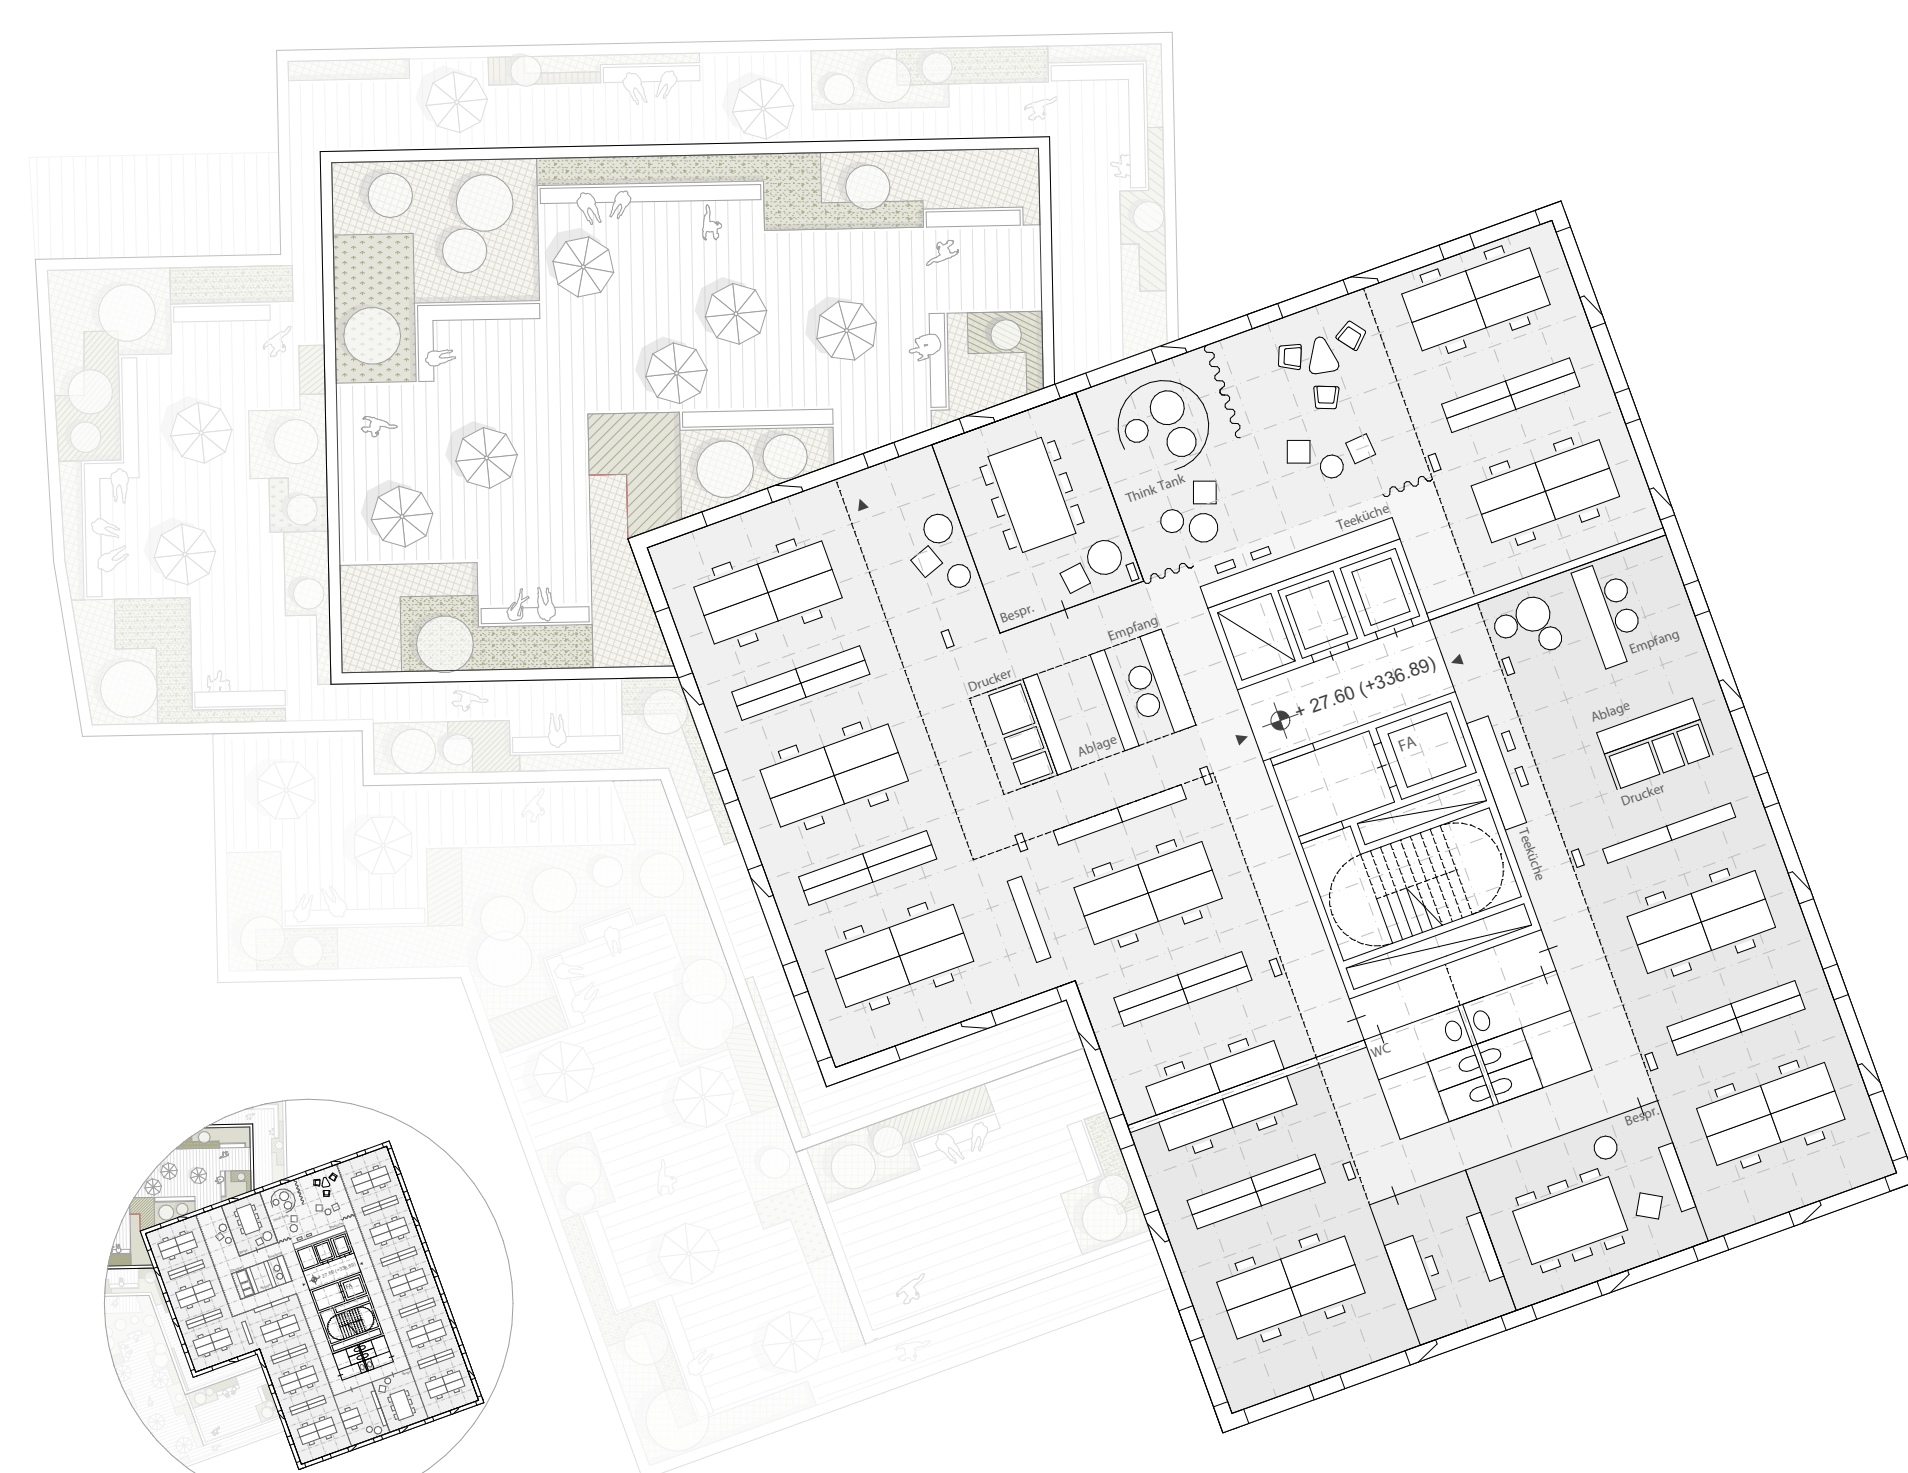 Think Tank
Teeküche
Bespr.
Empfang
Drucker
Ablage
+ 27.60 (+336.89)
FA
Empfang
Ablage
Drucker
Teeküche
WC
Bespr.